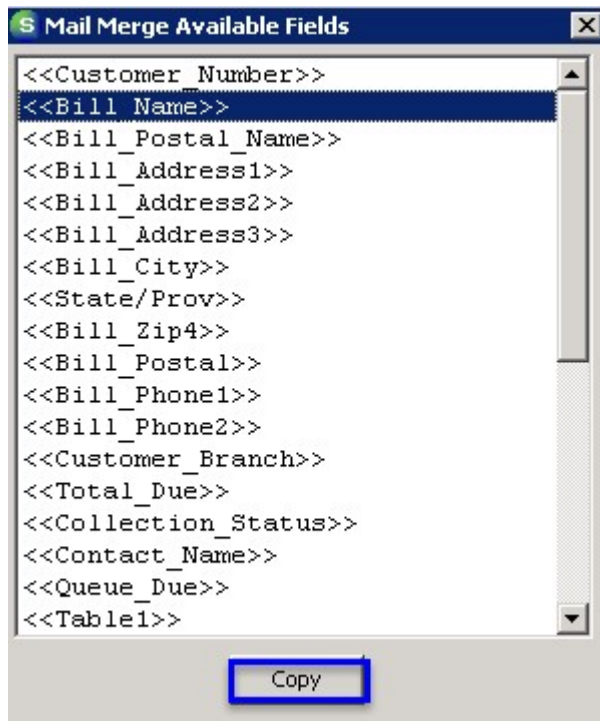 S Mail Merge Available Fields
<<Customer_Number>>
<<Bill_Name>>
<<Bill_Postal_Name>>
<<Bill_Address1>>
<<Bill_Address2>>
<<Bill_Address3>>
<<Bill_City>>
<<State/Prov>>
<<Bill_Zip4>>
<<Bill_Postal>>
<<Bill_Phone1>>
<<Bill_Phone2>>
<<Customer_Branch>>
<<Total_Due>>
<<Collection_Status>>
<<Contact_Name>>
<<Queue_Due>>
<<Table1>>
Copy